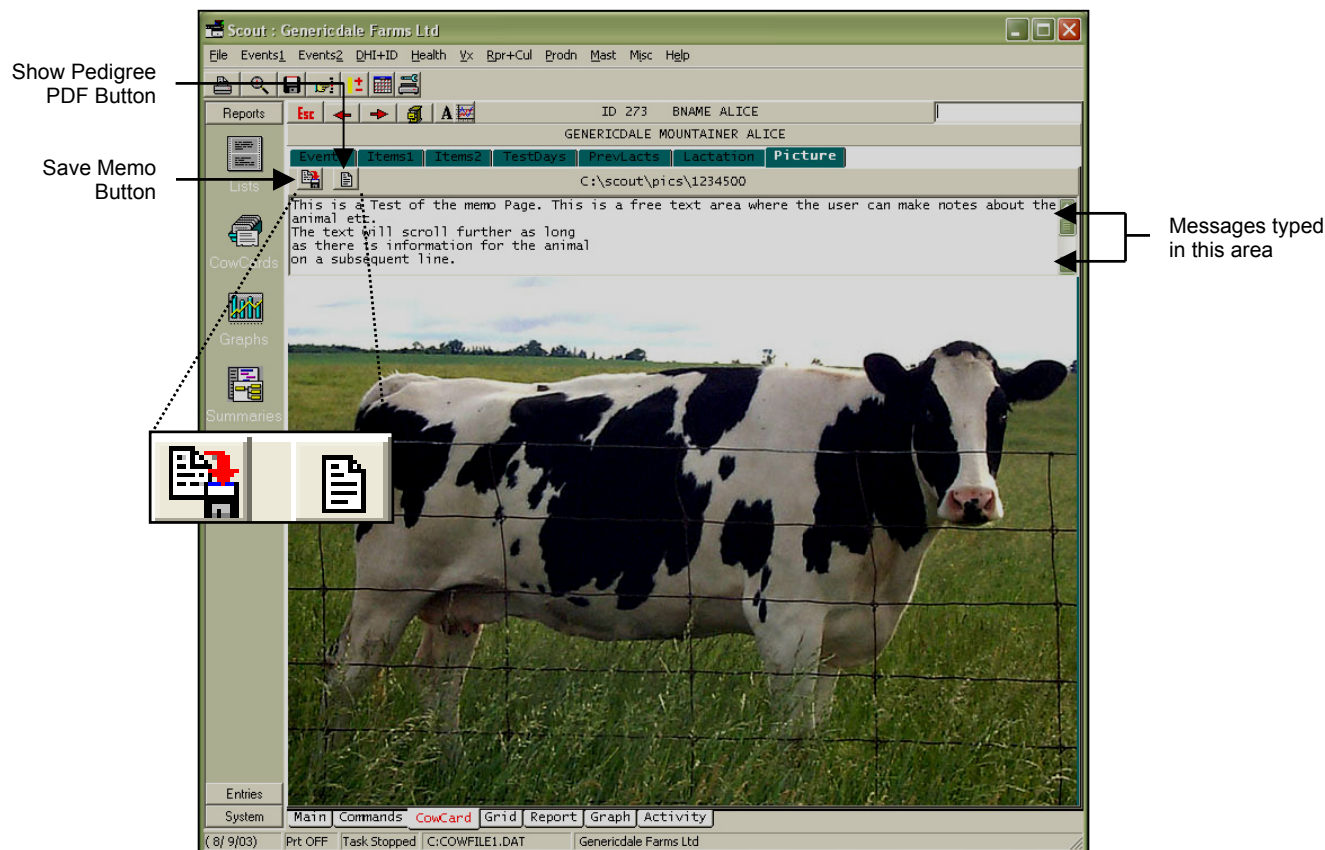 Scout : Genericdale Farms Ltd
File Events1 Events2 DHI+ID Health Vx Rpr+Cul Prodn Mast Misc Help
Show Pedigree
PDF Button
Reports
Esc A ID 273 BNAME ALICE
GENERICDALE MOUNTAINER ALICE
Events Items1 Items2 TestDays PrevLacts Lactation Picture
Save Memo
Button
C:\scout\pics\1234500
Lists
This is a Test of the memo Page. This is a free text area where the user can make notes about the
animal etc.
The text will scroll further as long
as there is information for the animal
on a subsequent line.
Messages typed
in this area
CowCards
Graphs
Summaries
Entries
System
Main Commands CowCard Grid Report Graph Activity
( 8/ 9/03) Prt OFF Task Stopped C:COWFILE1.DAT Genericdale Farms Ltd